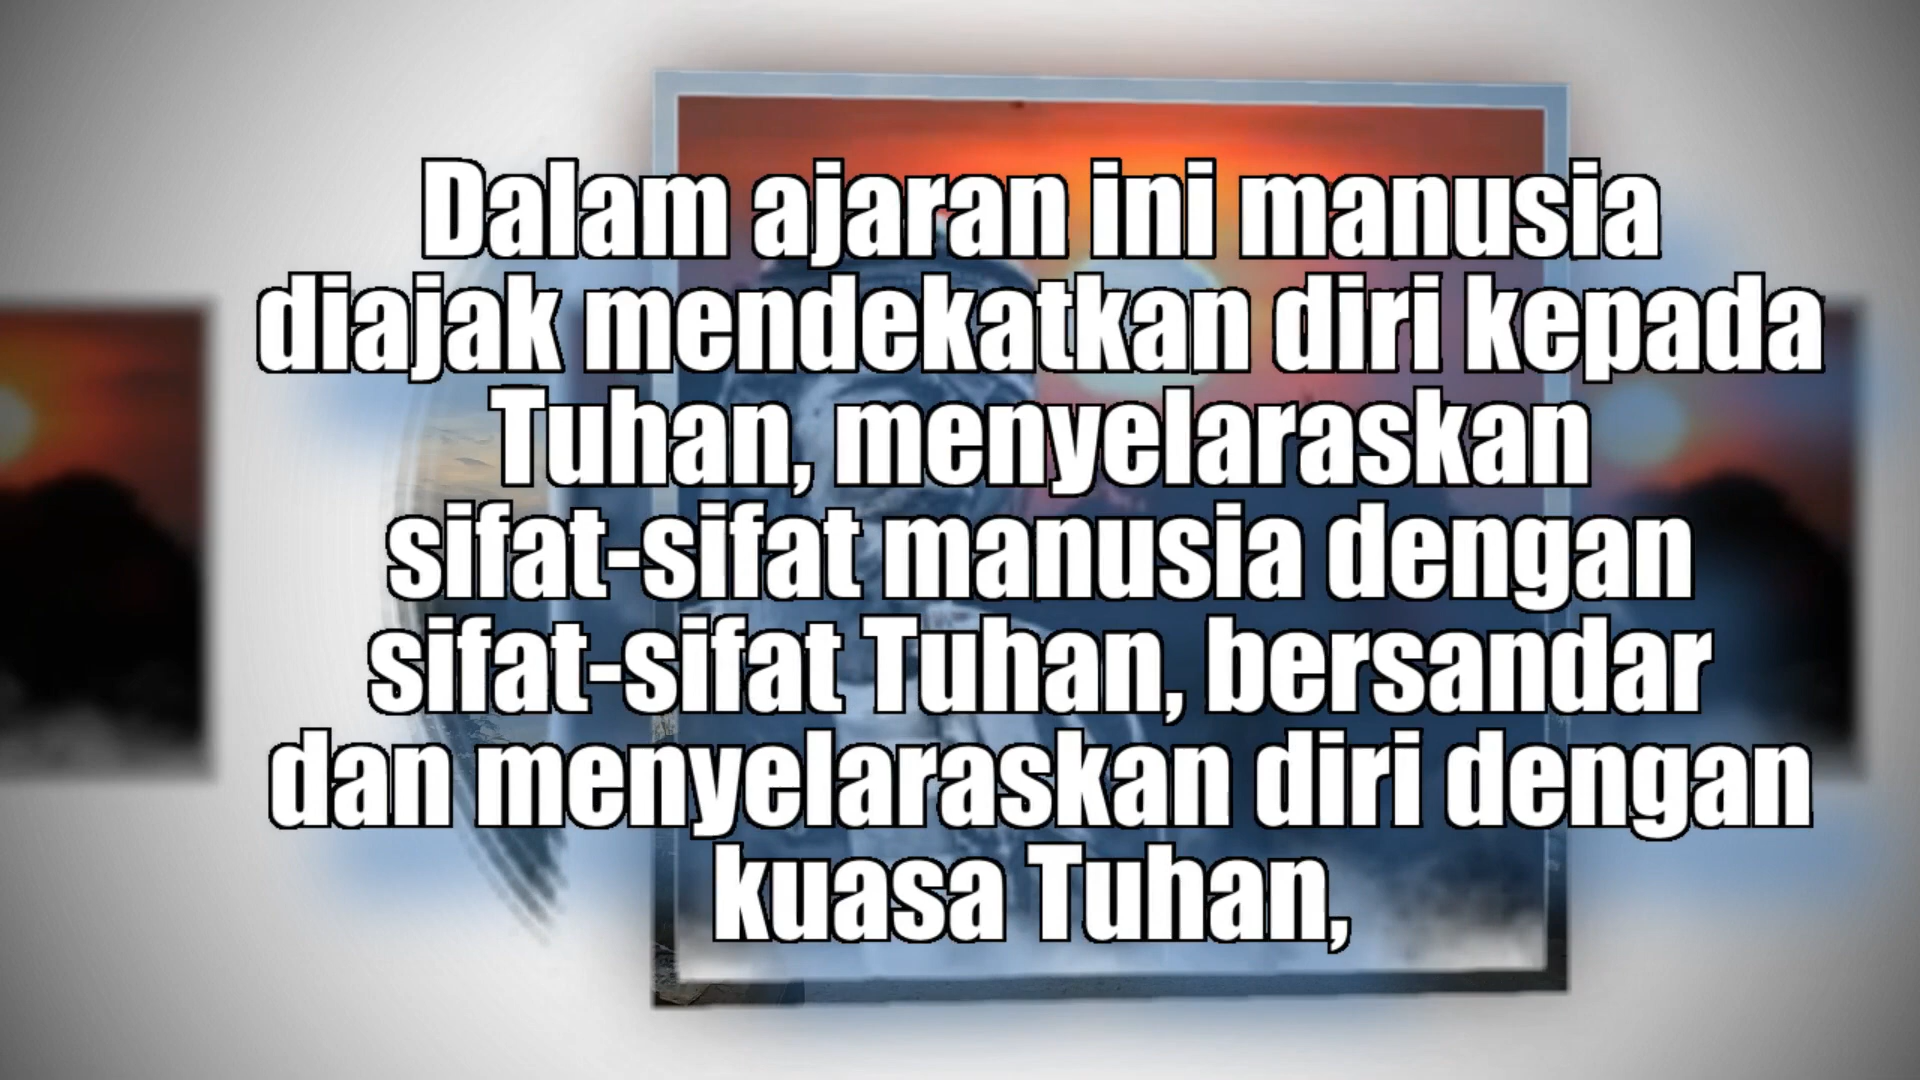 Dalam ajaran ini manusia
diajak mendekatkan diri kepada
Tuhan, menyelaraskan
sifat-sifat manusia dengan
sifat-sifat Tuhan, bersandar
dan menyelaraskan diri dengan
kuasa Tuhan,